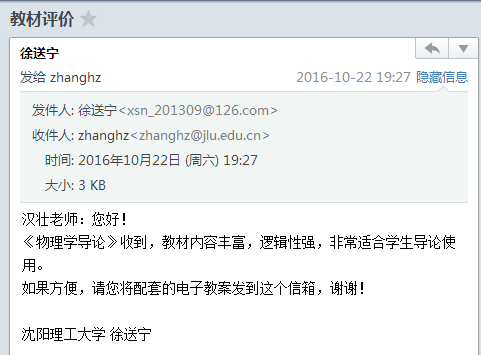 教材评价
徐送宁
发给 zhanghz
2016-10-22 19:27 隐藏信息
发件人: 徐送宁<xsn_201309@126.com>
收件人: zhanghz<zhanghz@jlu.edu.cn>
时间: 2016年10月22日 (周六) 19:27
大小: 3 KB
汉壮老师：您好！
《物理学导论》收到，教材内容丰富，逻辑性强，非常适合学生导论使
用。
如果方便，请您将配套的电子教案发到这个信箱，谢谢！
沈阳理工大学 徐送宁